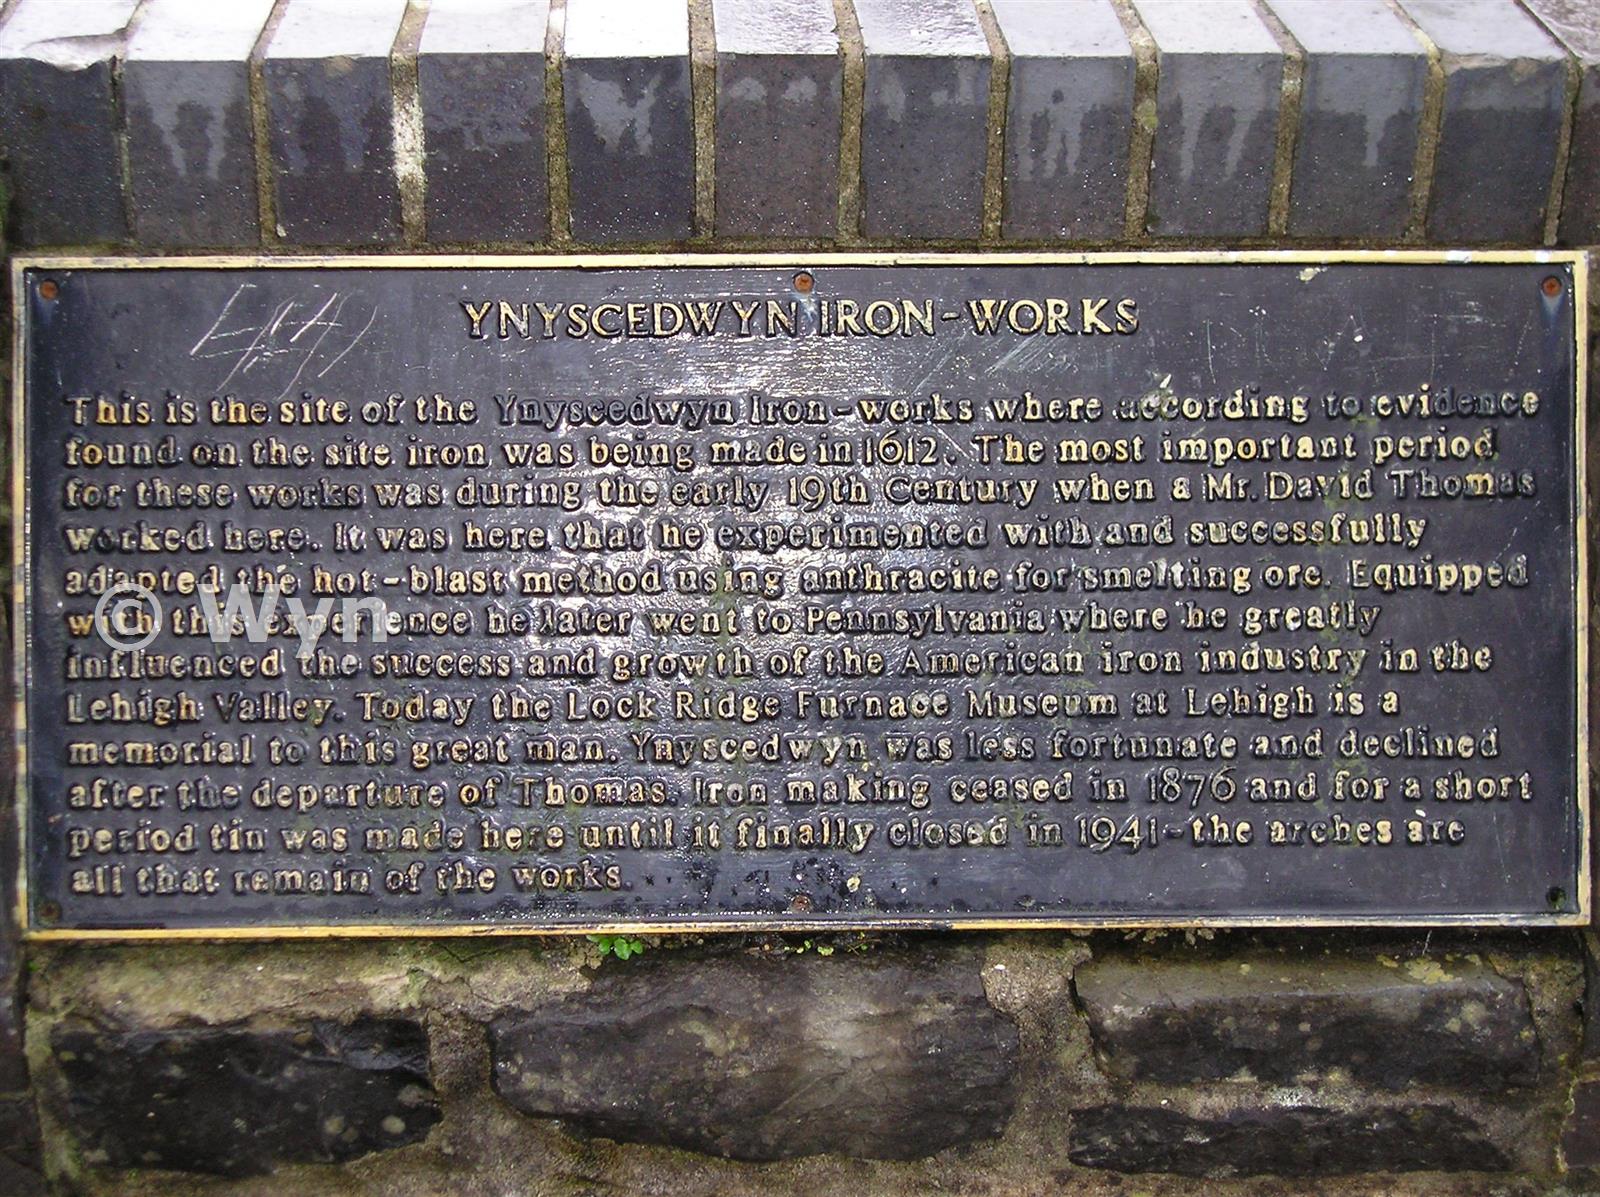 YNYSCEDWYN IRON-WORKS
This is the site of the Ynyscedwyn Iron-works where according to evidence
found on the site iron was being made in 1612. The most important period
for these works was during the early 19th Century when a Mr. David Thomas
worked here. It was here that he experimented with and successfully
adapted the hot-blast method using anthracite for smelting ore. Equipped
with this experience he later went to Pennsylvania where he greatly
influenced the success and growth of the American iron industry in the
Lehigh Valley. Today the Lock Ridge Furnace Museum at Lehigh is a
memorial to this great man. Ynyscedwyn was less fortunate and declined
after the departure of Thomas. Iron making ceased in 1876 and for a short
period tin was made here until it finally closed in 1941-the arches are
all that remain of the works.
© Wyn